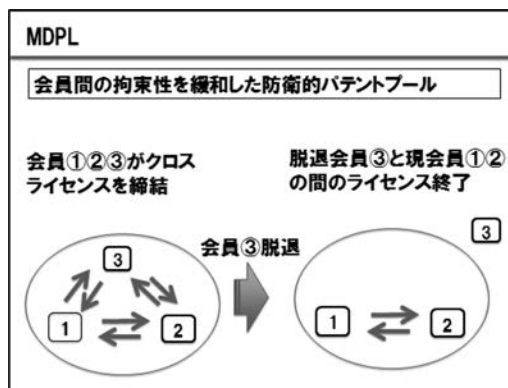 MDPL
会員間の拘束性を緩和した防衛的パテントプール
会員①②③がクロス
ライセンスを締結
脱退会員③と現会員①②
の間のライセンス終了
会員③脱退
3
1
2
3
1
2